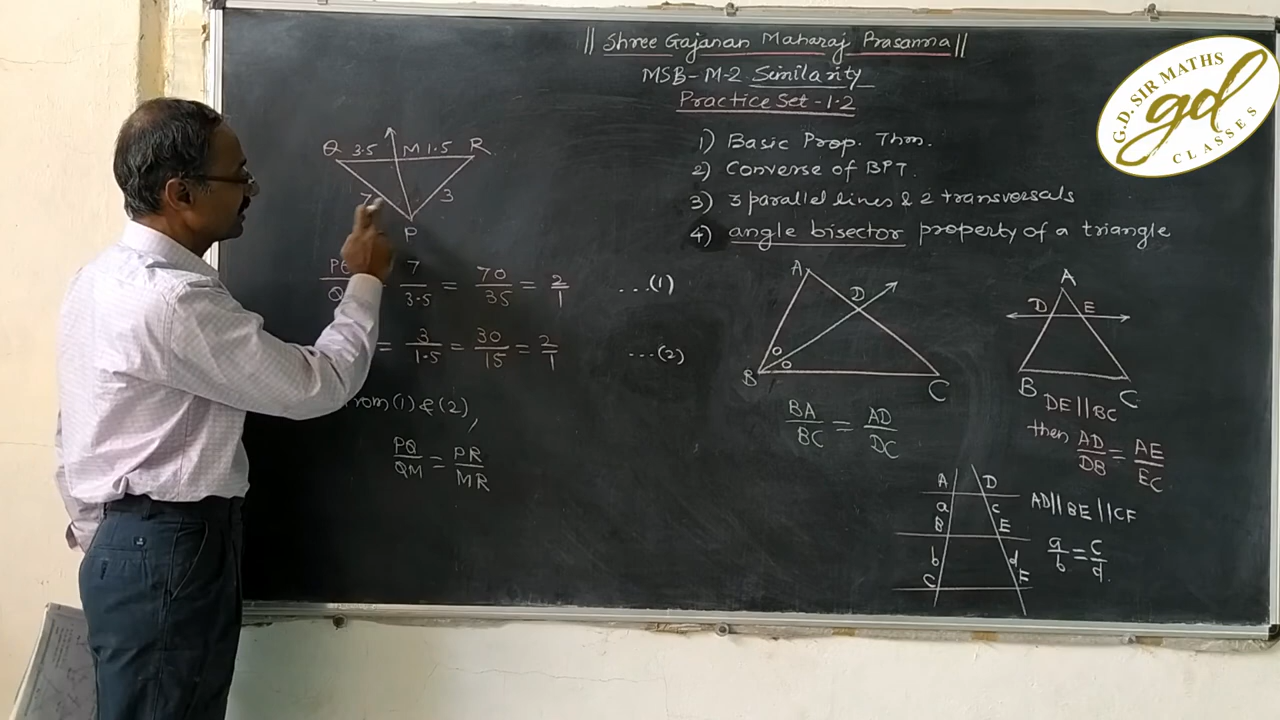 || Shree Gajanan Maharaj Prasanna ||
MSB - M-2 Similarity
Practice Set - 1.2
1) Basic Prop. Thm.
2) Converse of BPT.
3) 3 parallel lines & 2 transversals
4) angle bisector property of a triangle
Q 3.5 M 1.5 R
7 3
P
7/3.5 = 70/35 = 2/1 ...(1)
= 3/1.5 = 30/15 = 2/1 ...(2)
rom (1) & (2),
PQ/QM = PR/MR
A
D
B C
BA/BC = AD/DC
A
D E
B C
DE || BC
then AD/DB = AE/EC
A D
a c
B E
b d
C F
AD || BE || CF
a/b = c/d.
G.D. SIR MATHS
gd
CLASSES